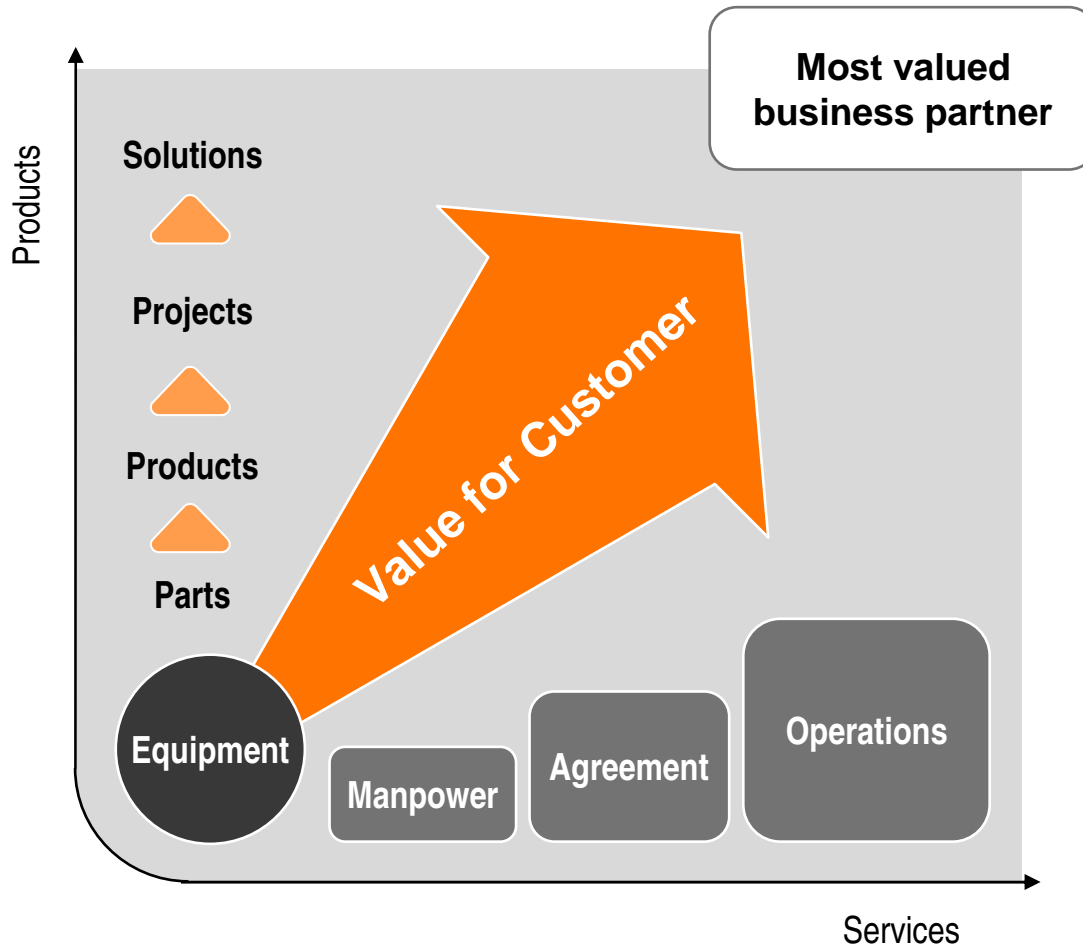 Most valued
business partner
Products
Solutions
Projects
Products
Parts
Value for Customer
Equipment
Manpower
Agreement
Operations
Services